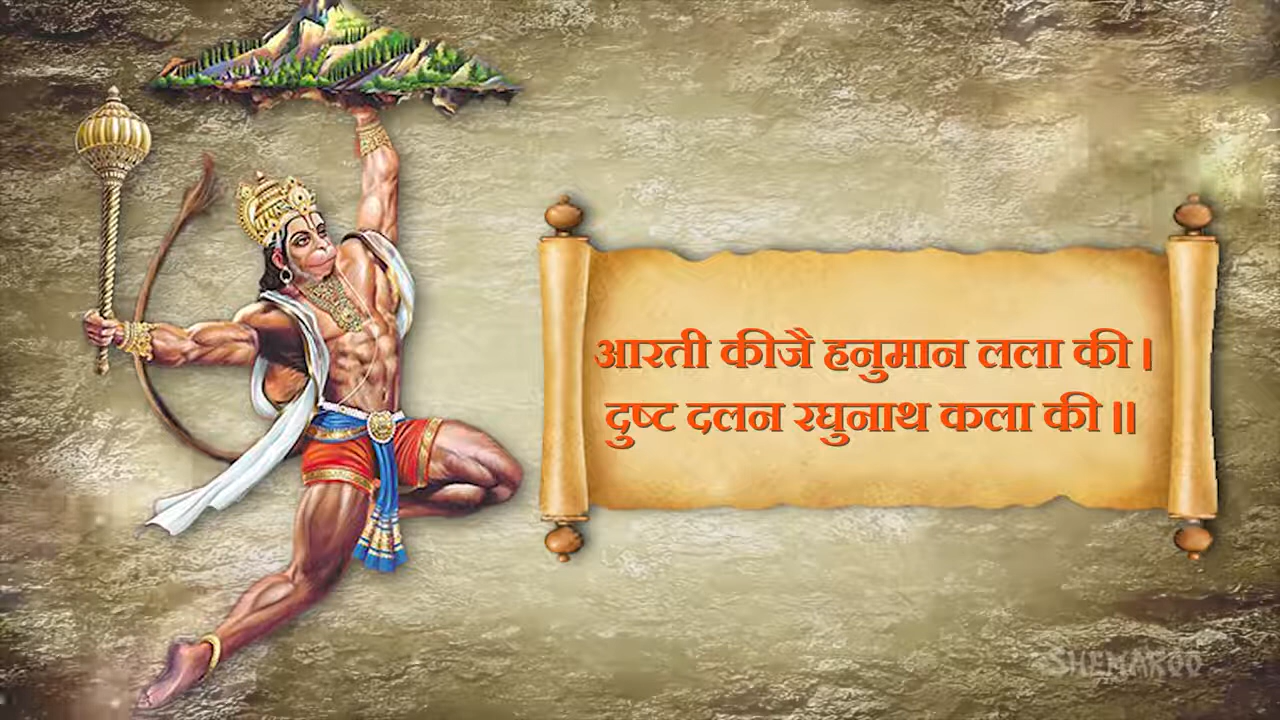 आरती कीजै हनुमान लला की।
दुष्ट दलन रघुनाथ कला की॥
SHEMAROO